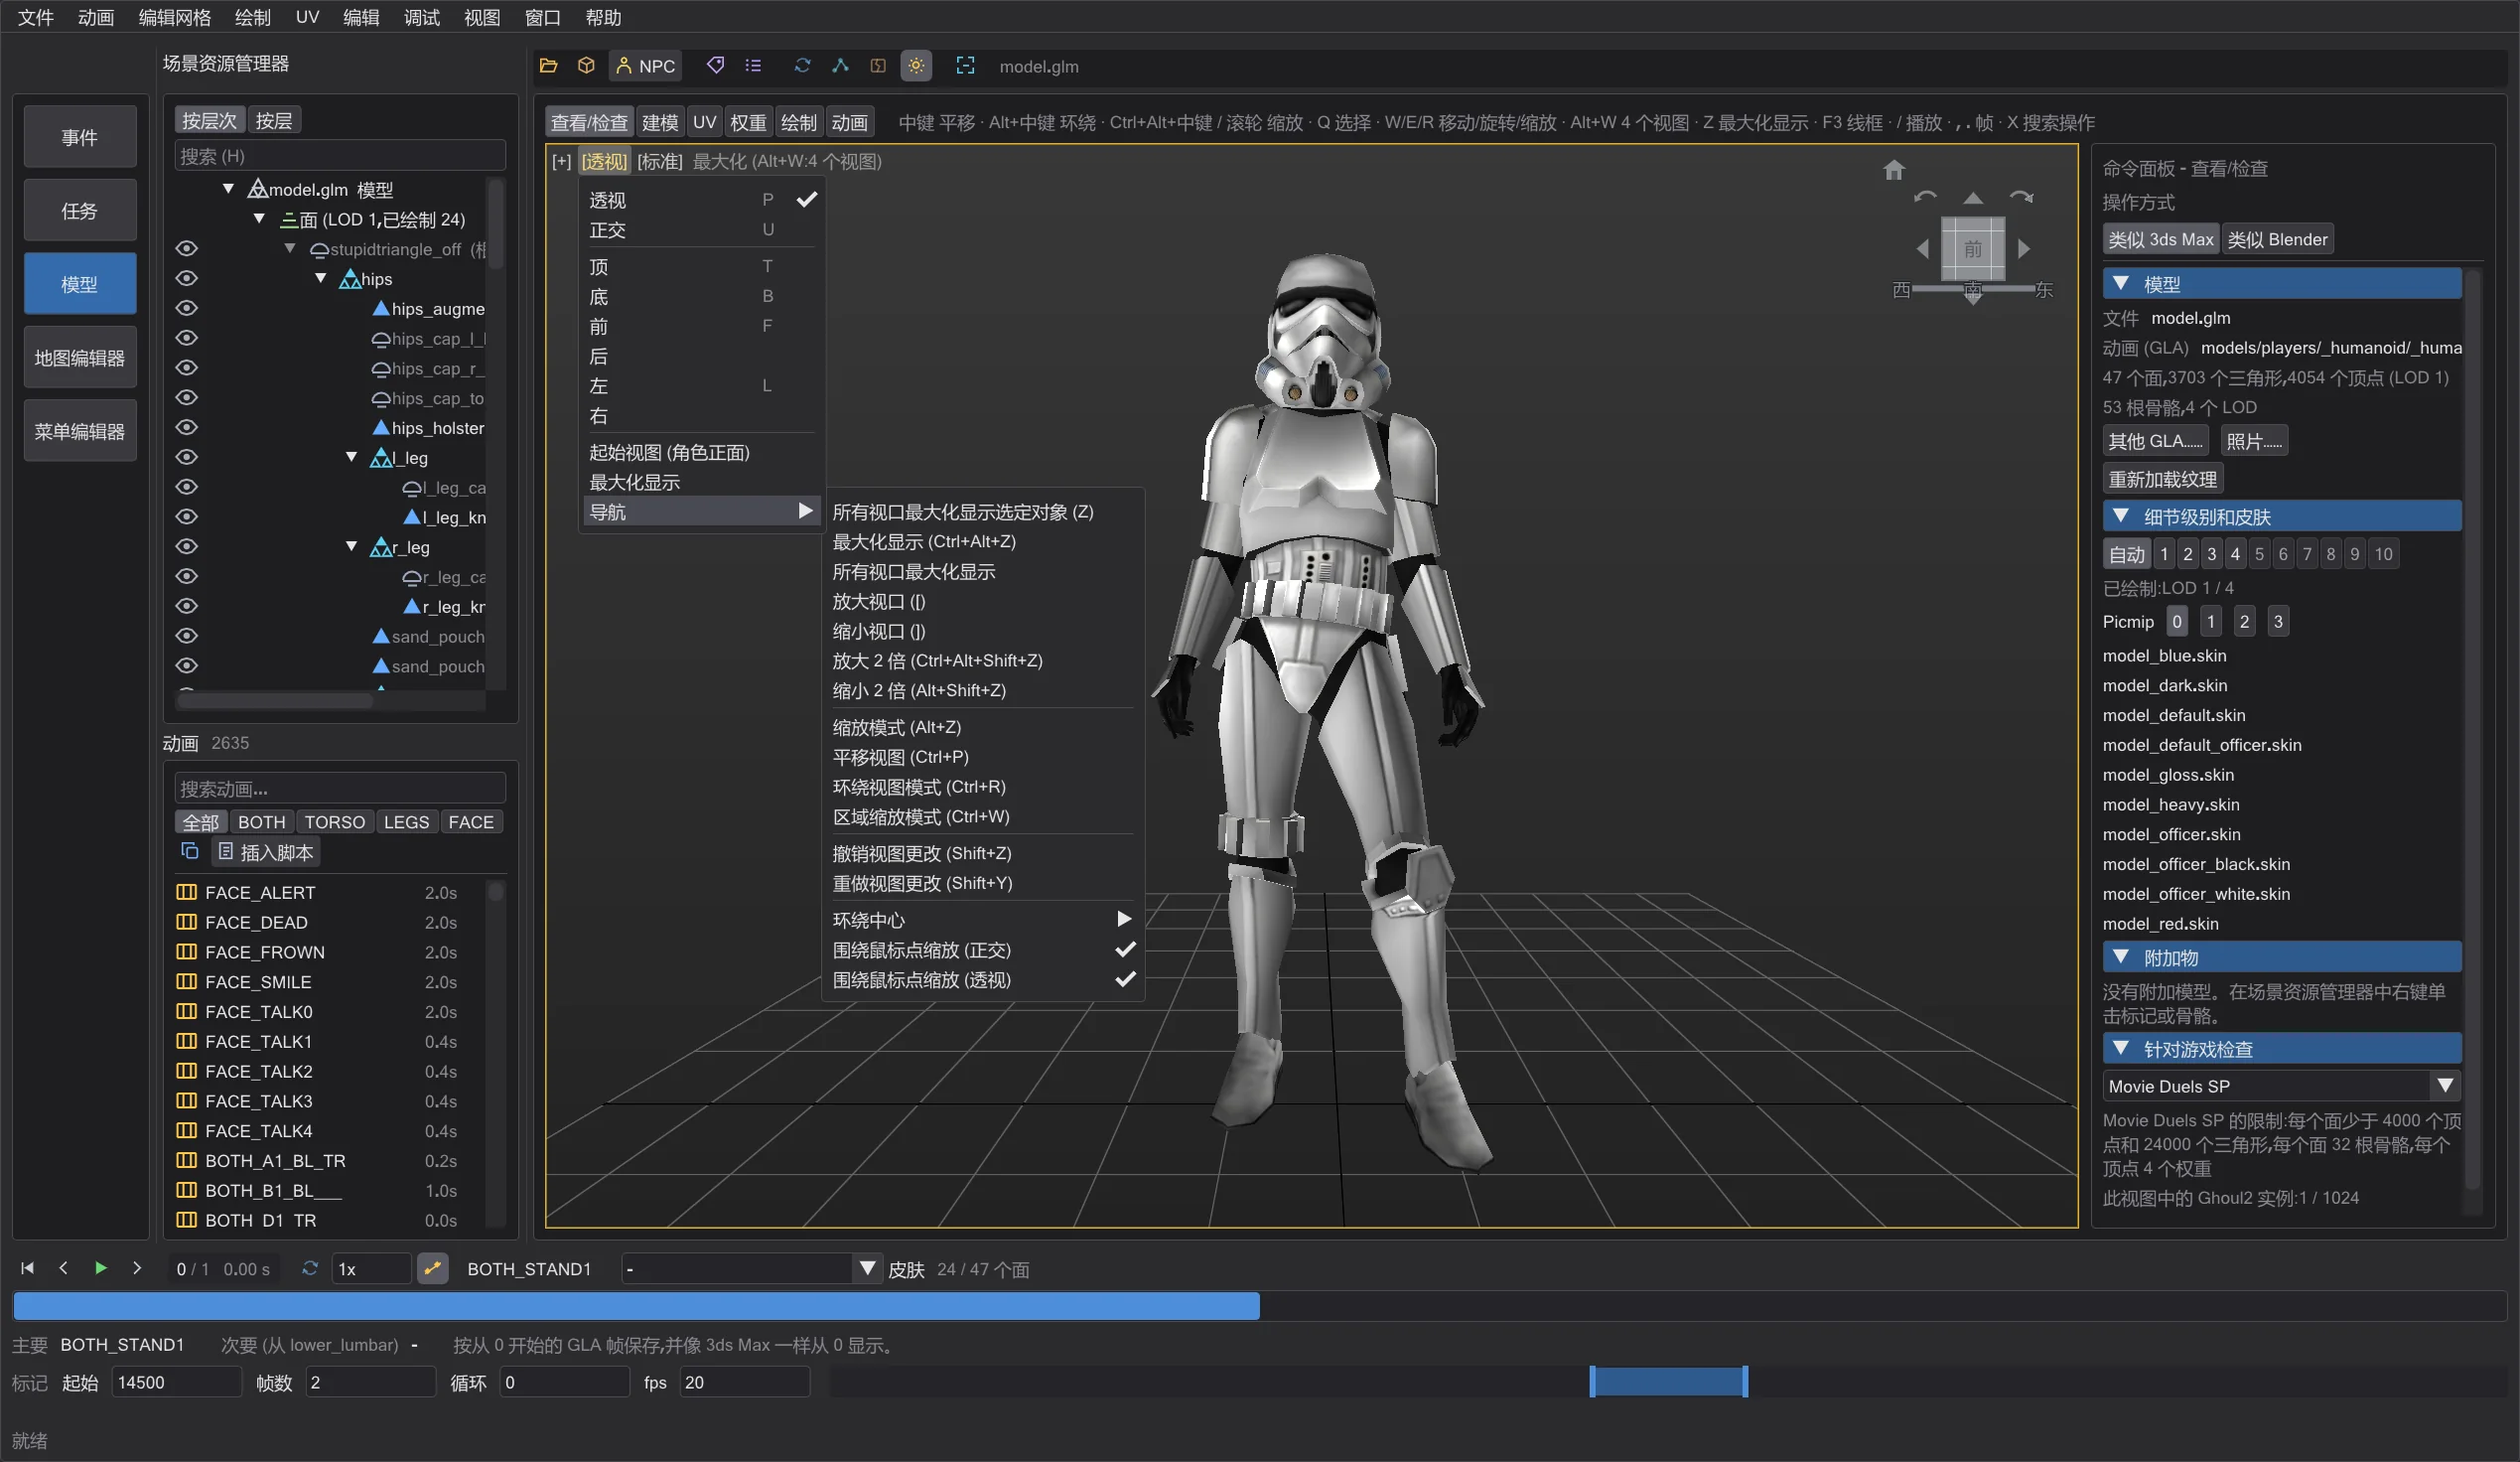 文件 动画 编辑网格 绘制 UV 编辑 调试 视图 窗口 帮助
场景资源管理器
NPC model.glm
事件
任务
模型
地图编辑器
菜单编辑器
按层次 按层
搜索 (H)
model.glm 模型
面 (LOD 1,已绘制 24)
stupidtriangle_off
hips
hips_augme
hips_cap_l_
hips_cap_r_
hips_cap_to
hips_holster
l_leg
l_leg_ca
l_leg_kn
r_leg
r_leg_ca
r_leg_kn
sand_pouch
sand_pouch
动画 2635
搜索动画...
全部 BOTH TORSO LEGS FACE
插入脚本
FACE_ALERT 2.0s
FACE_DEAD 2.0s
FACE_FROWN 2.0s
FACE_SMILE 2.0s
FACE_TALK0 2.0s
FACE_TALK1 0.4s
FACE_TALK2 0.4s
FACE_TALK3 0.4s
FACE_TALK4 0.4s
BOTH_A1_BL_TR 0.2s
BOTH_B1_BL___ 1.0s
BOTH_D1_TR 0.0s
查看/检查 建模 UV 权重 绘制 动画 中键 平移 · Alt+中键 环绕 · Ctrl+Alt+中键 / 滚轮 缩放 · Q 选择 · W/E/R 移动/旋转/缩放 · Alt+W 4 个视图 · Z 最大化显示 · F3 线框 · / 播放 · , . 帧 · X 搜索操作
[+] [透视] [标准] 最大化 (Alt+W:4 个视图)
透视 P
正交 U
顶 T
底 B
前 F
后
左 L
右
起始视图 (角色正面)
最大化显示
导航
所有视口最大化显示选定对象 (Z)
最大化显示 (Ctrl+Alt+Z)
所有视口最大化显示
放大视口 ([)
缩小视口 (])
放大 2 倍 (Ctrl+Alt+Shift+Z)
缩小 2 倍 (Alt+Shift+Z)
缩放模式 (Alt+Z)
平移视图 (Ctrl+P)
环绕视图模式 (Ctrl+R)
区域缩放模式 (Ctrl+W)
撤销视图更改 (Shift+Z)
重做视图更改 (Shift+Y)
环绕中心
围绕鼠标点缩放 (正交)
围绕鼠标点缩放 (透视)
前
西 南 东
命令面板 - 查看/检查
操作方式
类似 3ds Max 类似 Blender
模型
文件 model.glm
动画 (GLA) models/players/_humanoid/_huma
47 个面,3703 个三角形,4054 个顶点 (LOD 1)
53 根骨骼,4 个 LOD
其他 GLA...... 照片......
重新加载纹理
细节级别和皮肤
自动 1 2 3 4 5 6 7 8 9 10
已绘制:LOD 1 / 4
Picmip 0 1 2 3
model_blue.skin
model_dark.skin
model_default.skin
model_default_officer.skin
model_gloss.skin
model_heavy.skin
model_officer.skin
model_officer_black.skin
model_officer_white.skin
model_red.skin
附加物
没有附加模型。在场景资源管理器中右键单
击标记或骨骼。
针对游戏检查
Movie Duels SP
Movie Duels SP 的限制:每个面少于 4000 个顶
点和 24000 个三角形,每个面 32 根骨骼,每个
顶点 4 个权重
此视图中的 Ghoul2 实例:1 / 1024
0 / 1 0.00 s 1x BOTH_STAND1 - 皮肤 24 / 47 个面
主要 BOTH_STAND1 次要 (从 lower_lumbar) - 按从 0 开始的 GLA 帧保存,并像 3ds Max 一样从 0 显示。
标记 起始 14500 帧数 2 循环 0 fps 20
就绪